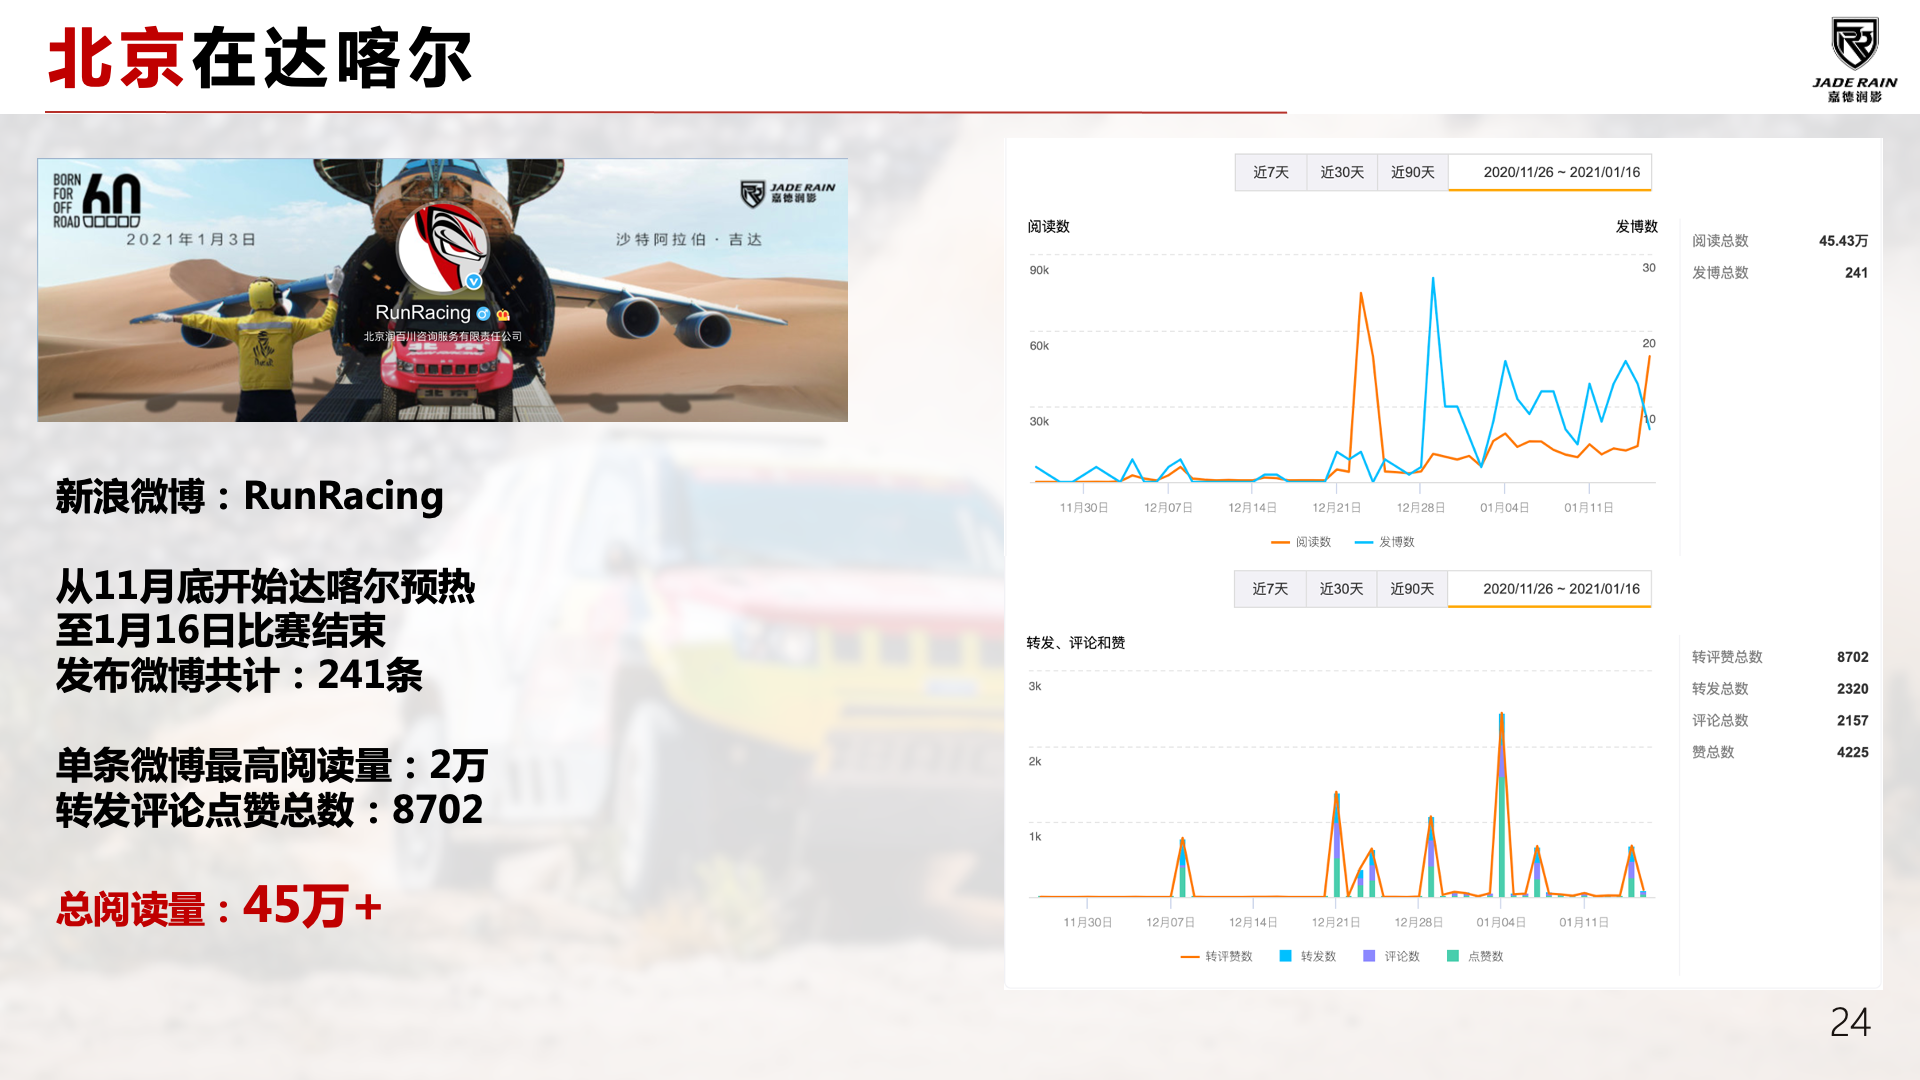 北京在达喀尔
JADE RAIN
嘉德润影
BORN
FOR
OFF
ROAD
60
2021年1月3日
JADE RAIN
嘉德润影
沙特阿拉伯 · 吉达
RunRacing
北京润百川咨询服务有限责任公司
北京
新浪微博：RunRacing
从11月底开始达喀尔预热
至1月16日比赛结束
发布微博共计：241条
单条微博最高阅读量：2万
转发评论点赞总数：8702
总阅读量：45万+
近7天 近30天 近90天 2020/11/26 ~ 2021/01/16
阅读数 发博数
90k 30
60k 20
30k 10
11月30日 12月07日 12月14日 12月21日 12月28日 01月04日 01月11日
阅读数 发博数
阅读总数 45.43万
发博总数 241
近7天 近30天 近90天 2020/11/26 ~ 2021/01/16
转发、评论和赞
3k
2k
1k
11月30日 12月07日 12月14日 12月21日 12月28日 01月04日 01月11日
转评赞数 转发数 评论数 点赞数
转评赞总数 8702
转发总数 2320
评论总数 2157
赞总数 4225
24